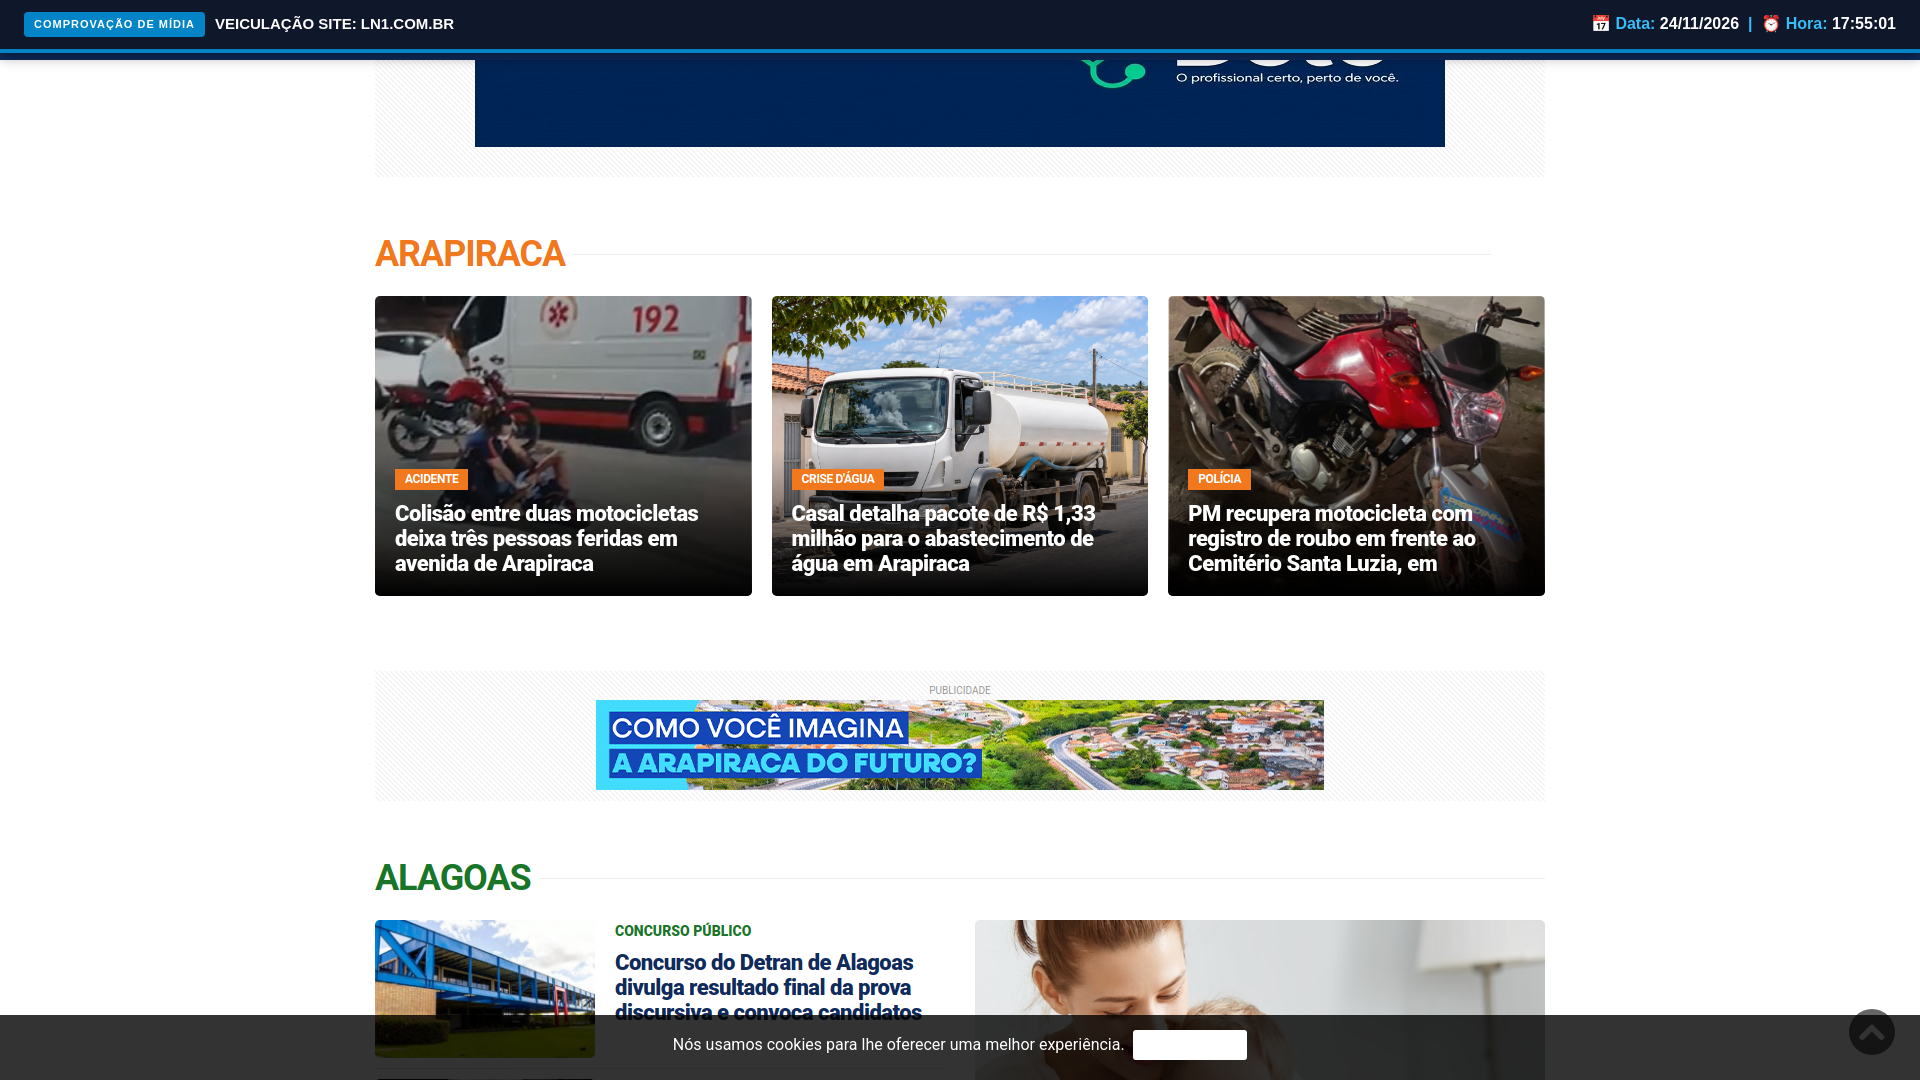 COMPROVAÇÃO DE MÍDIA VEICULAÇÃO SITE: LN1.COM.BR
Data: 24/11/2026 | Hora: 17:55:01
O profissional certo, perto de você.
ARAPIRACA
192
ACIDENTE
Colisão entre duas motocicletas
deixa três pessoas feridas em
avenida de Arapiraca
CRISE D'ÁGUA
Casal detalha pacote de R$ 1,33
milhão para o abastecimento de
água em Arapiraca
POLÍCIA
PM recupera motocicleta com
registro de roubo em frente ao
Cemitério Santa Luzia, em
PUBLICIDADE
COMO VOCÊ IMAGINA
A ARAPIRACA DO FUTURO?
ALAGOAS
CONCURSO PÚBLICO
Concurso do Detran de Alagoas
divulga resultado final da prova
discursiva e convoca candidatos
Nós usamos cookies para lhe oferecer uma melhor experiência.